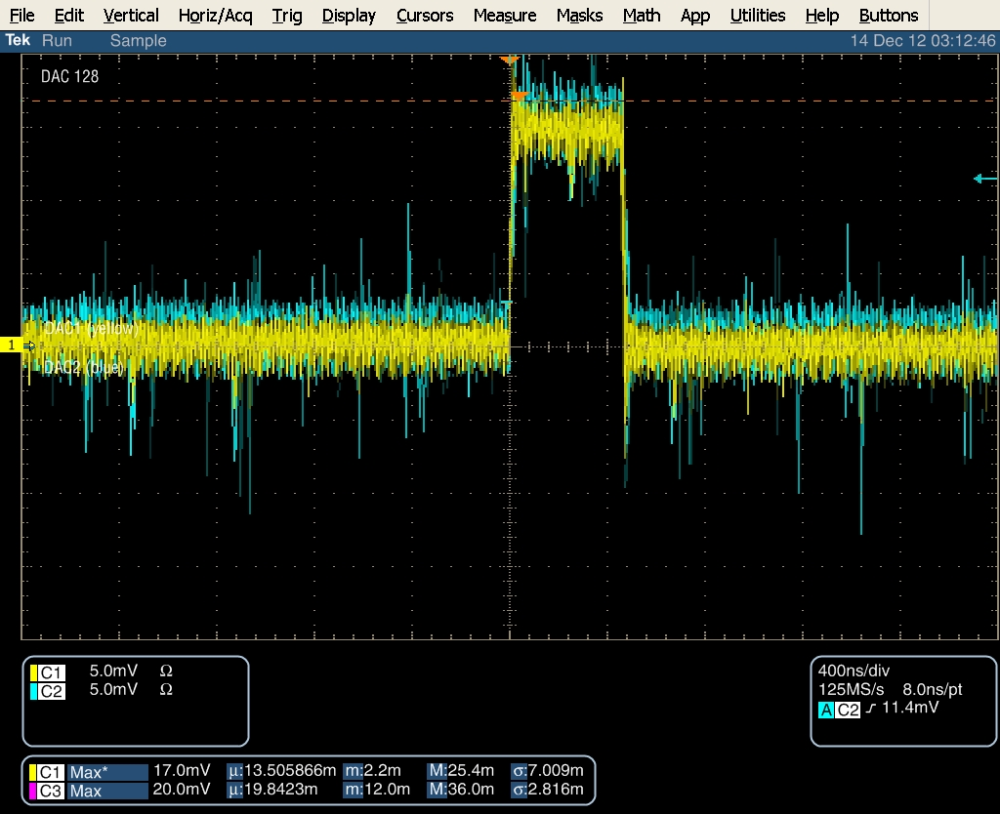 File Edit Vertical Horiz/Acq Trig Display Cursors Measure Masks Math App Utilities Help Buttons
Tek Run Sample 14 Dec 12 03:12:46
DAC 128
DAC1 (yellow)
1
DAC2 (blue)
C1 5.0mV Ω
C2 5.0mV Ω
400ns/div
125MS/s 8.0ns/pt
A C2 11.4mV
C1 Max* 17.0mV µ:13.505866m m:2.2m M:25.4m σ:7.009m
C3 Max 20.0mV µ:19.8423m m:12.0m M:36.0m σ:2.816m